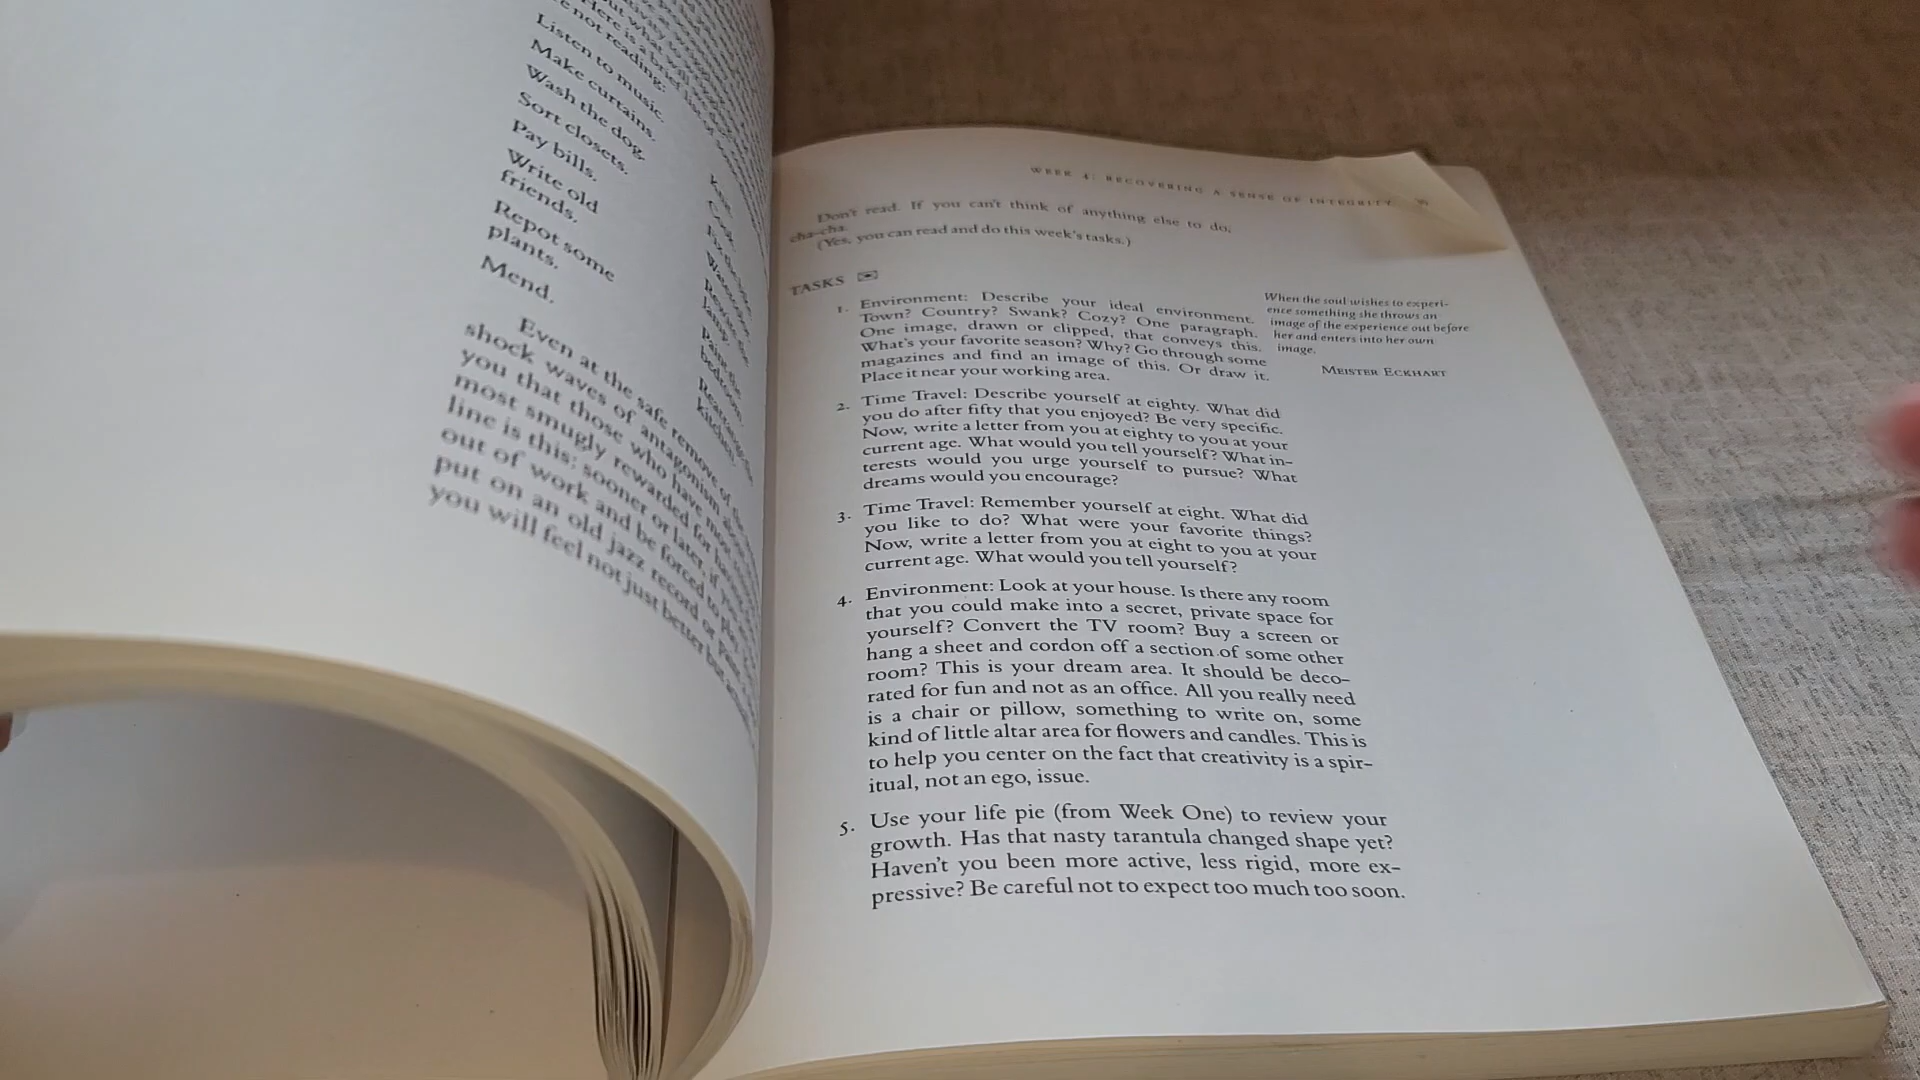 e not reading:
Listen to music.
Make curtains.
Wash the dog.
Sort closets.
Pay bills.
Write old
friends.
Repot some
plants.
Mend.
Even at the safe remove of the
shock waves of antagonism
you that those who have most
most smugly rewarded for
line is this: sooner or later, if you
out of work and be forced to play
put on an old jazz record or
you will feel not just better but
WEEK 4: RECOVERING A SENSE OF INTEGRITY
Don't read. If you can't think of anything else to do,
cha-cha.
(Yes, you can read and do this week's tasks.)
TASKS
1. Environment: Describe your ideal environment.
Town? Country? Swank? Cozy? One paragraph.
One image, drawn or clipped, that conveys this.
What's your favorite season? Why? Go through some
magazines and find an image of this. Or draw it.
Place it near your working area.
When the soul wishes to experi-
ence something she throws an
image of the experience out before
her and enters into her own
image.
MEISTER ECKHART
2. Time Travel: Describe yourself at eighty. What did
you do after fifty that you enjoyed? Be very specific.
Now, write a letter from you at eighty to you at your
current age. What would you tell yourself? What in-
terests would you urge yourself to pursue? What
dreams would you encourage?
3. Time Travel: Remember yourself at eight. What did
you like to do? What were your favorite things?
Now, write a letter from you at eight to you at your
current age. What would you tell yourself?
4. Environment: Look at your house. Is there any room
that you could make into a secret, private space for
yourself? Convert the TV room? Buy a screen or
hang a sheet and cordon off a section of some other
room? This is your dream area. It should be deco-
rated for fun and not as an office. All you really need
is a chair or pillow, something to write on, some
kind of little altar area for flowers and candles. This is
to help you center on the fact that creativity is a spir-
itual, not an ego, issue.
5. Use your life pie (from Week One) to review your
growth. Has that nasty tarantula changed shape yet?
Haven't you been more active, less rigid, more ex-
pressive? Be careful not to expect too much too soon.